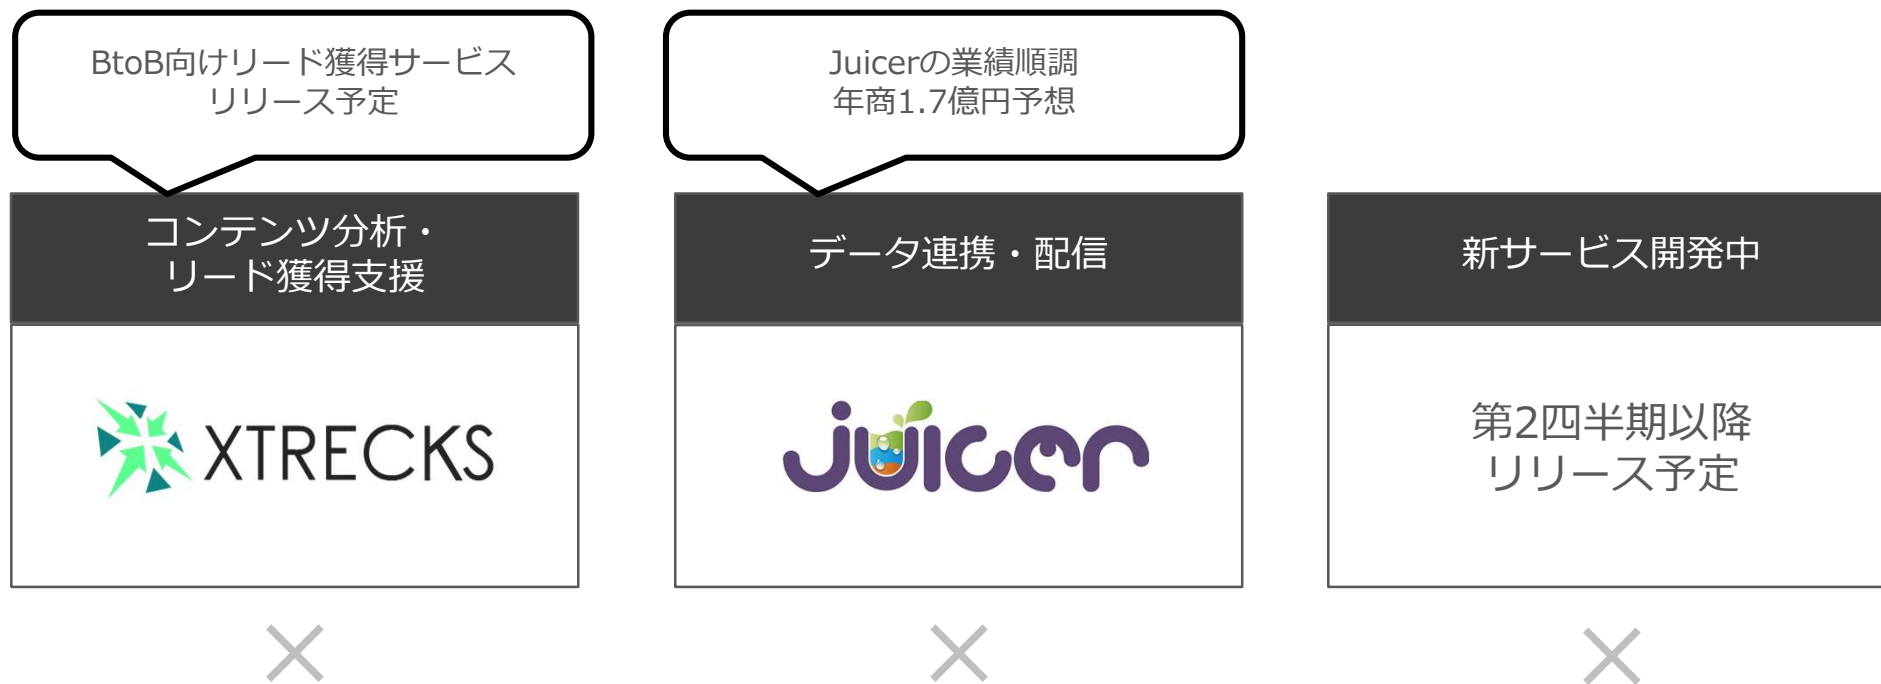 BtoB向けリード獲得サービス
リリース予定
Juicerの業績順調
年商1.7億円予想
コンテンツ分析・
リード獲得支援
データ連携・配信
新サービス開発中
XTRECKS
juicer
第2四半期以降
リリース予定